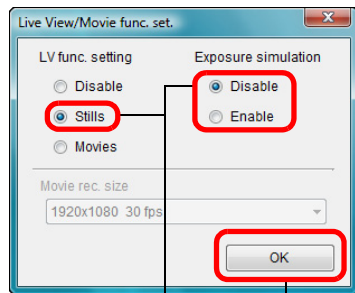 Live View/Movie func. set.
LV func. setting
Exposure simulation
Disable
Disable
Stills
Enable
Movies
Movie rec. size
1920x1080 30 fps
OK